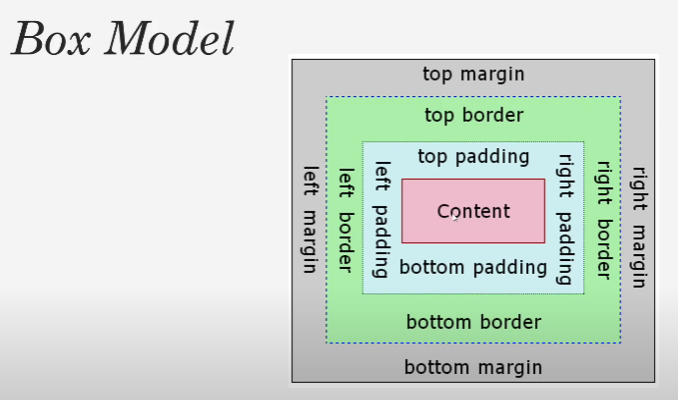 Box Model
top margin
top border
top padding
left margin
left border
left padding
Content
right padding
right border
right margin
bottom padding
bottom border
bottom margin